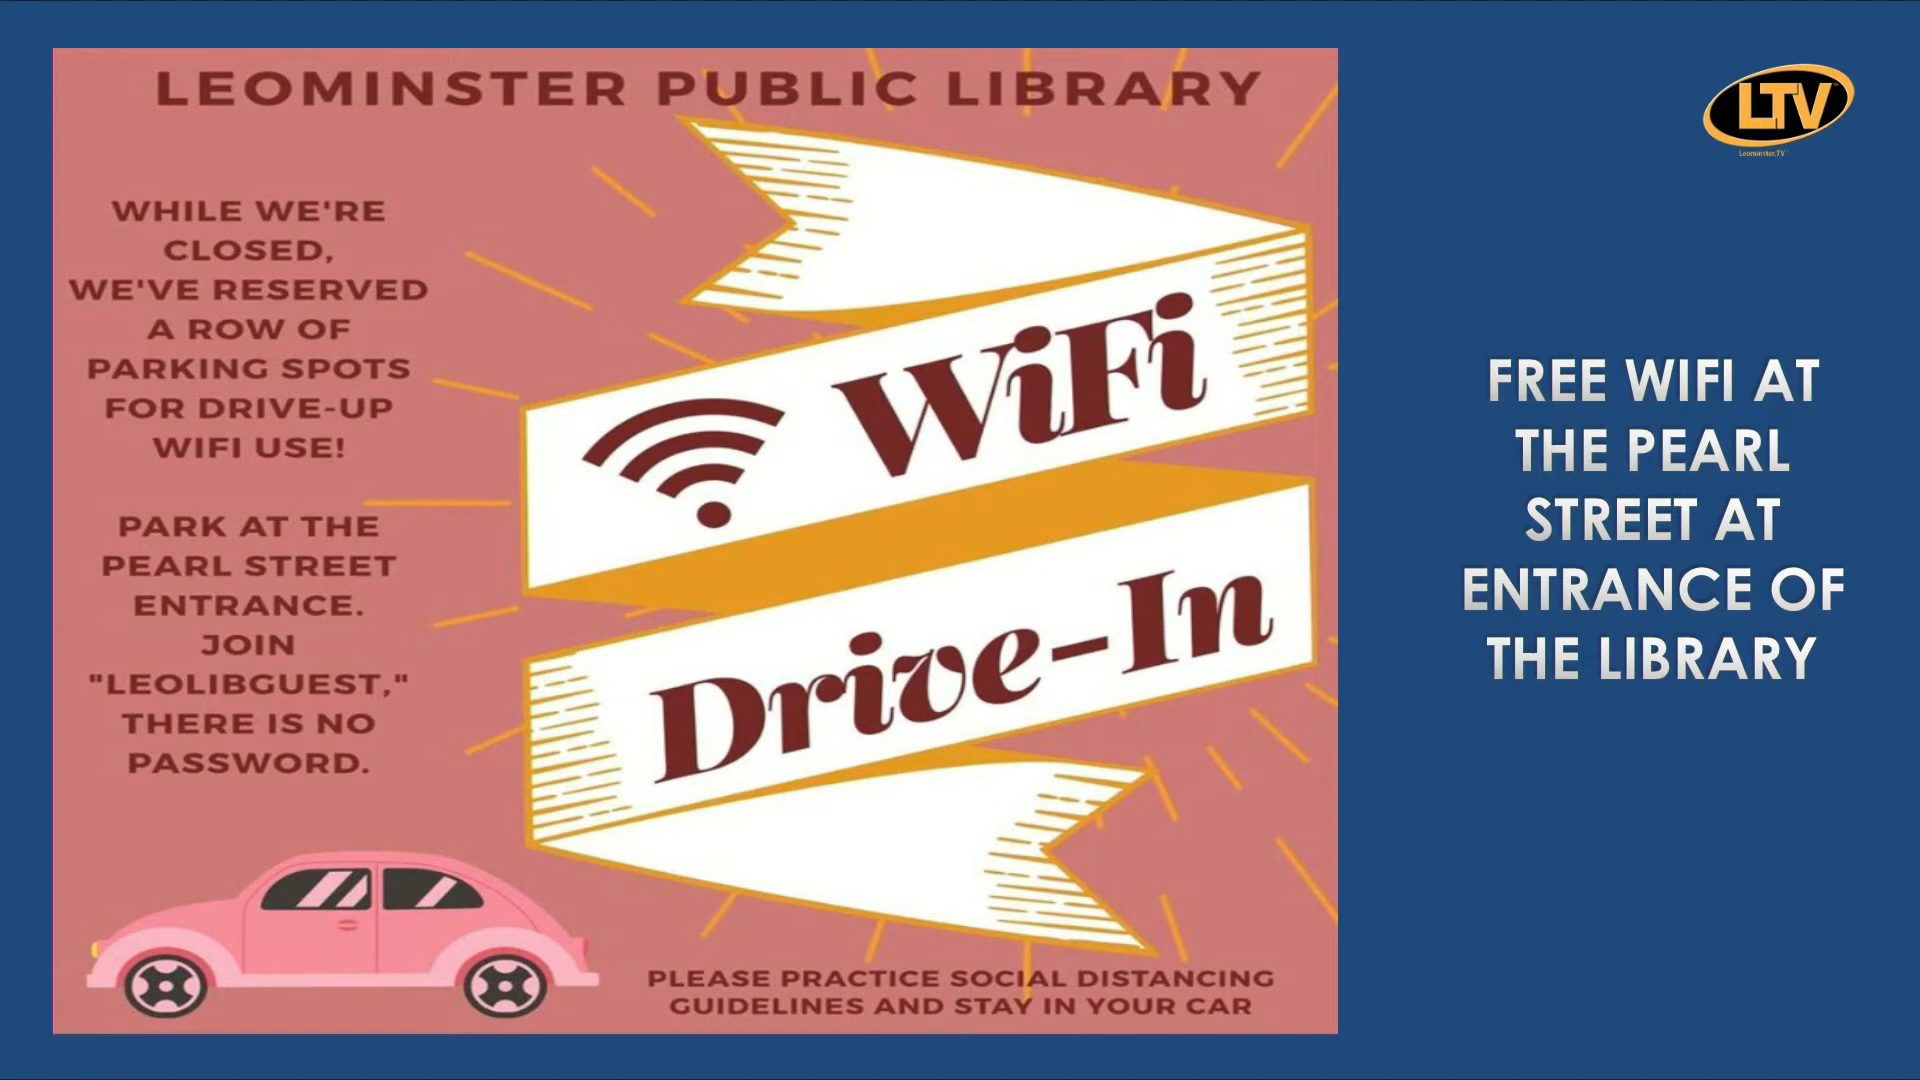 LEOMINSTER PUBLIC LIBRARY
WHILE WE'RE
CLOSED,
WE'VE RESERVED
A ROW OF
PARKING SPOTS
FOR DRIVE-UP
WIFI USE!
PARK AT THE
PEARL STREET
ENTRANCE.
JOIN
"LEOLIBGUEST,"
THERE IS NO
PASSWORD.
WiFi
Drive-In
PLEASE PRACTICE SOCIAL DISTANCING
GUIDELINES AND STAY IN YOUR CAR
LTV
Leominster.TV
FREE WIFI AT
THE PEARL
STREET AT
ENTRANCE OF
THE LIBRARY